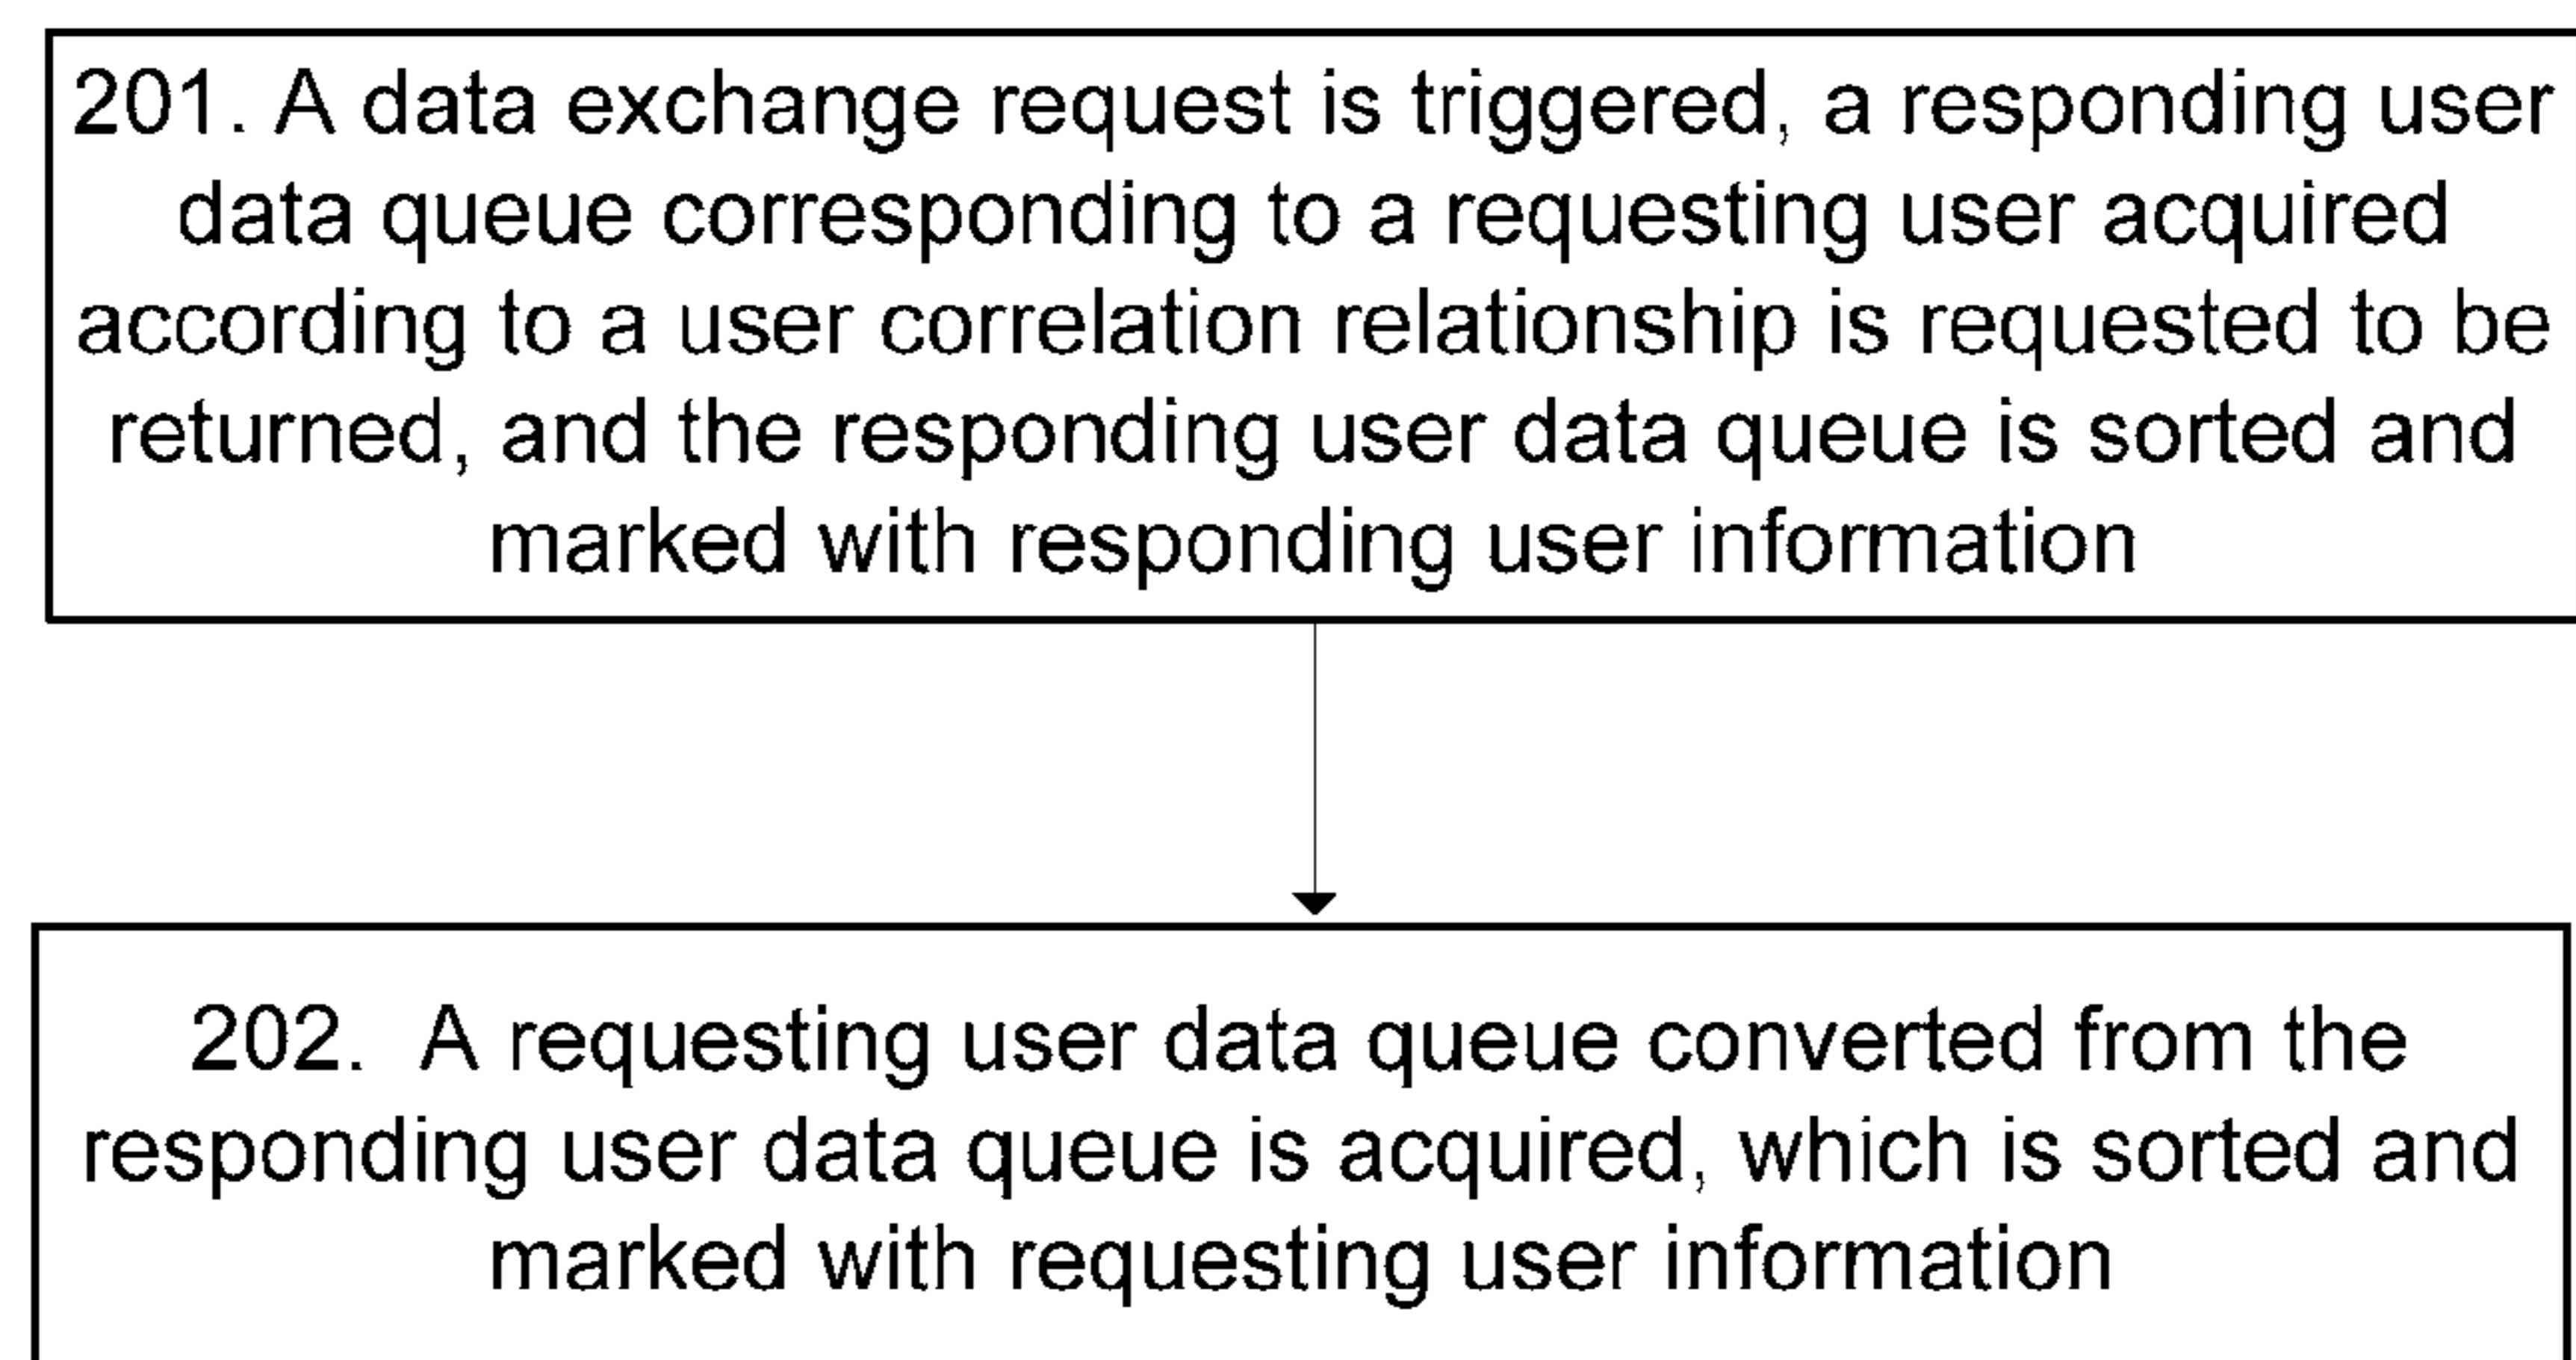 201. A data exchange request is triggered, a responding user
data queue corresponding to a requesting user acquired
according to a user correlation relationship is requested to be
returned, and the responding user data queue is sorted and
marked with responding user information
202. A requesting user data queue converted from the
responding user data queue is acquired, which is sorted and
marked with requesting user information